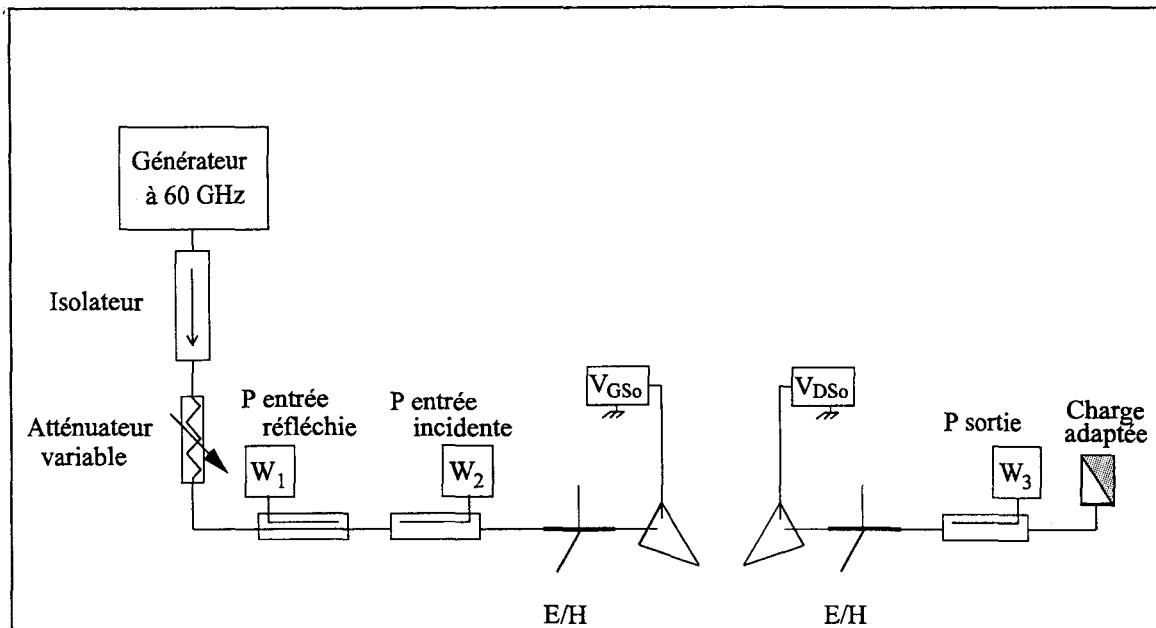 Générateur
à 60 GHz
Isolateur
Atténuateur
variable
P entrée
réfléchie
W1
P entrée
incidente
W2
VGSo
VDSo
P sortie
W3
Charge
adaptée
E/H
E/H